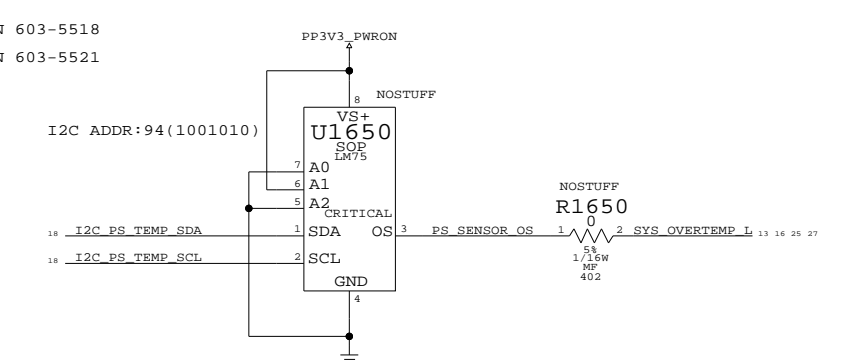 N 603-5518
PP3V3_PWRON
N 603-5521
8 NOSTUFF
VS+
I2C ADDR:94(1001010)
U1650
SOP
LM75
7 A0
6 A1
5 A2
CRITICAL
NOSTUFF
R1650
0
18 I2C_PS_TEMP_SDA 1 SDA OS 3 PS_SENSOR_OS 1 2 SYS_OVERTEMP_L 13 16 25 27
5%
1/16W
MF
402
18 I2C_PS_TEMP_SCL 2 SCL
GND
4